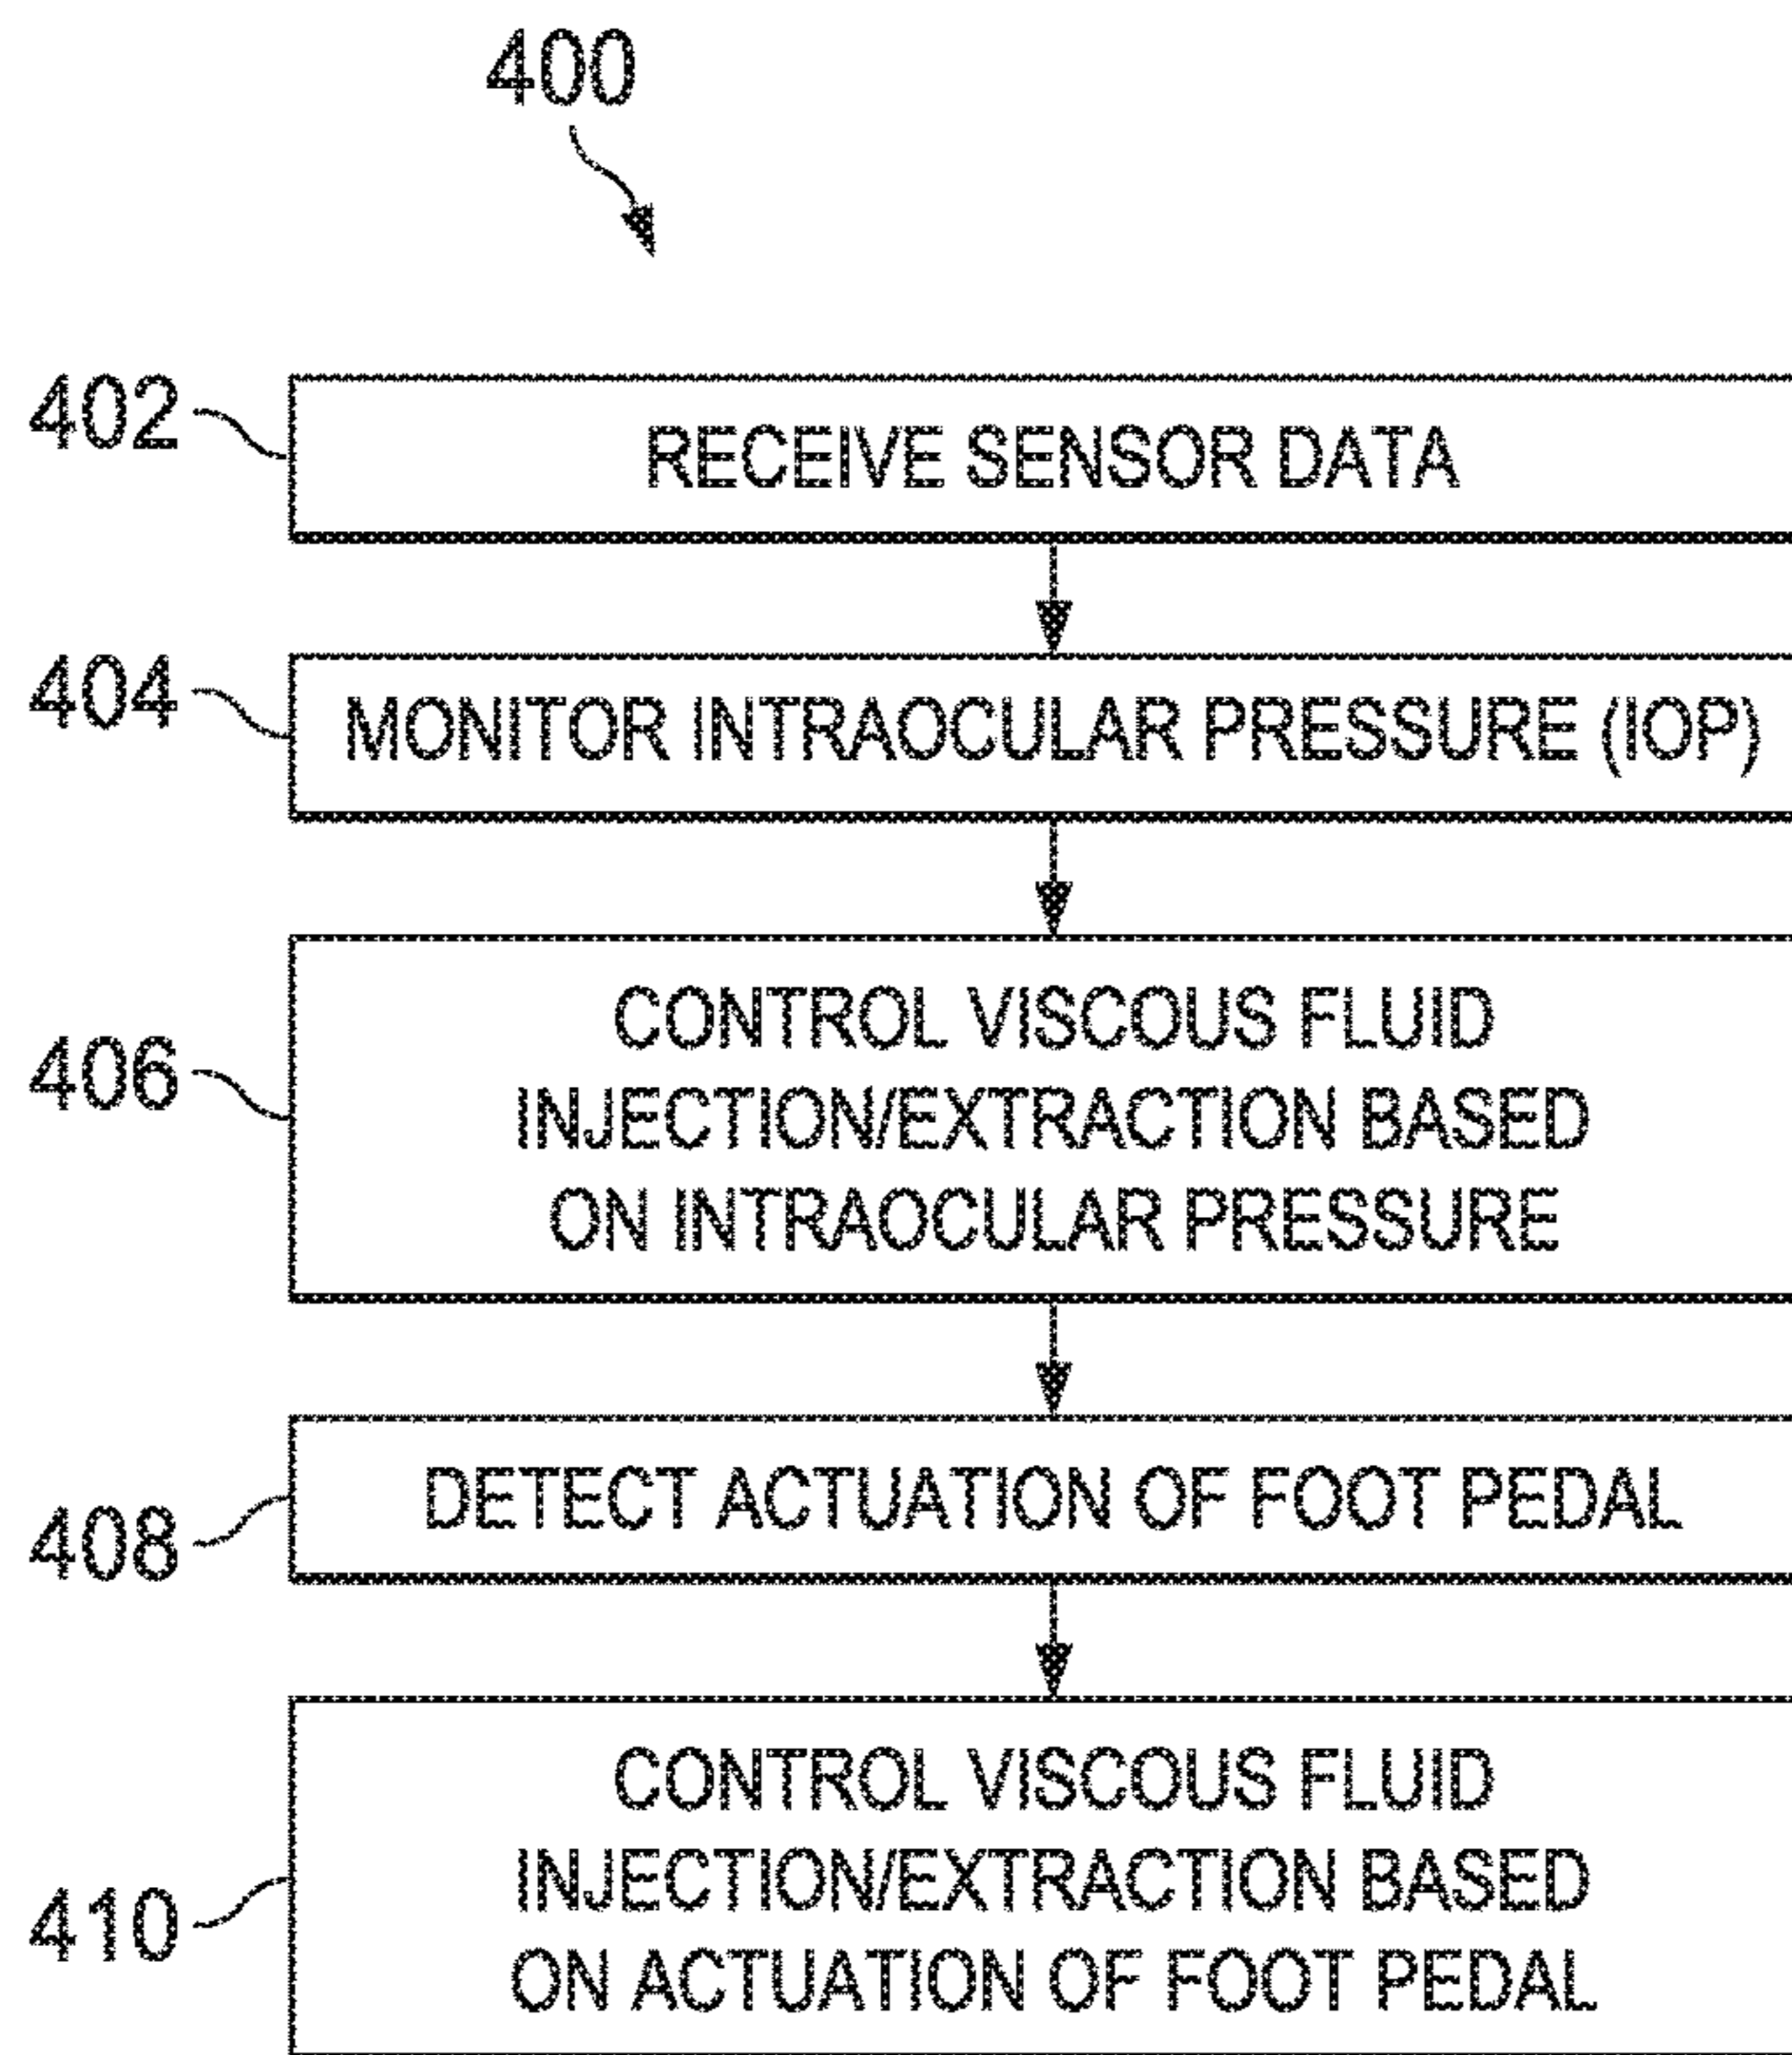 400
402
RECEIVE SENSOR DATA
404
MONITOR INTRAOCULAR PRESSURE (IOP)
406
CONTROL VISCOUS FLUID
INJECTION/EXTRACTION BASED
ON INTRAOCULAR PRESSURE
408
DETECT ACTUATION OF FOOT PEDAL
410
CONTROL VISCOUS FLUID
INJECTION/EXTRACTION BASED
ON ACTUATION OF FOOT PEDAL